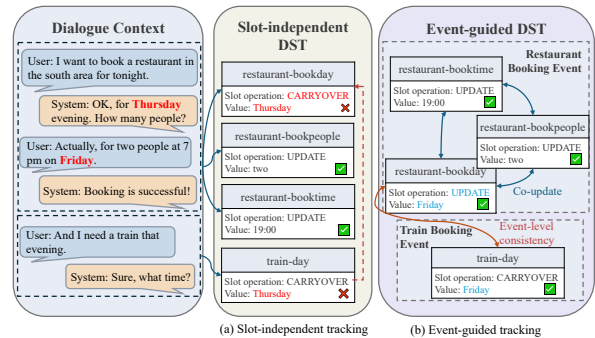 Dialogue Context
User: I want to book a restaurant in
the south area for tonight.
System: OK, for Thursday
evening. How many people?
User: Actually, for two people at 7
pm on Friday.
System: Booking is successful!
User: And I need a train that
evening.
System: Sure, what time?
Slot-independent
DST
restaurant-bookday
Slot operation: CARRYOVER
Value: Thursday
restaurant-bookpeople
Slot operation: UPDATE
Value: two
restaurant-booktime
Slot operation: UPDATE
Value: 19:00
train-day
Slot operation: CARRYOVER
Value: Thursday
(a) Slot-independent tracking
Event-guided DST
Restaurant
Booking Event
restaurant-booktime
Slot operation: UPDATE
Value: 19:00
restaurant-bookpeople
Slot operation: UPDATE
Value: two
restaurant-bookday
Slot operation: UPDATE
Value: Friday
Co-update
Event-level
consistency
Train Booking
Event
train-day
Slot operation: CARRYOVER
Value: Friday
(b) Event-guided tracking